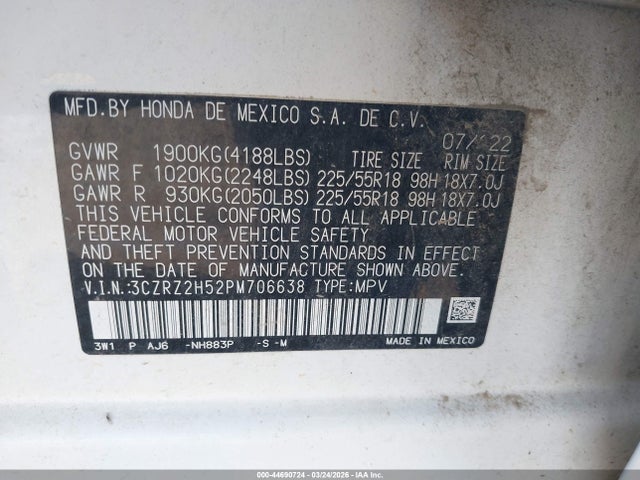 MFD.BY HONDA DE MEXICO S.A. DE C.V.
07/'22
GVWR 1900KG(4188LBS) TIRE SIZE RIM SIZE
GAWR F 1020KG(2248LBS) 225/55R18 98H 18X7.0J
GAWR R 930KG(2050LBS) 225/55R18 98H 18X7.0J
THIS VEHICLE CONFORMS TO ALL APPLICABLE
FEDERAL MOTOR VEHICLE SAFETY
AND THEFT PREVENTION STANDARDS IN EFFECT
ON THE DATE OF MANUFACTURE SHOWN ABOVE.
V.I.N.:3CZRZ2H52PM706638 TYPE:MPV
3W1 P AJ6 -NH883P -S -M MADE IN MEXICO
000-44690724 | 03/24/2026 - IAA Inc.